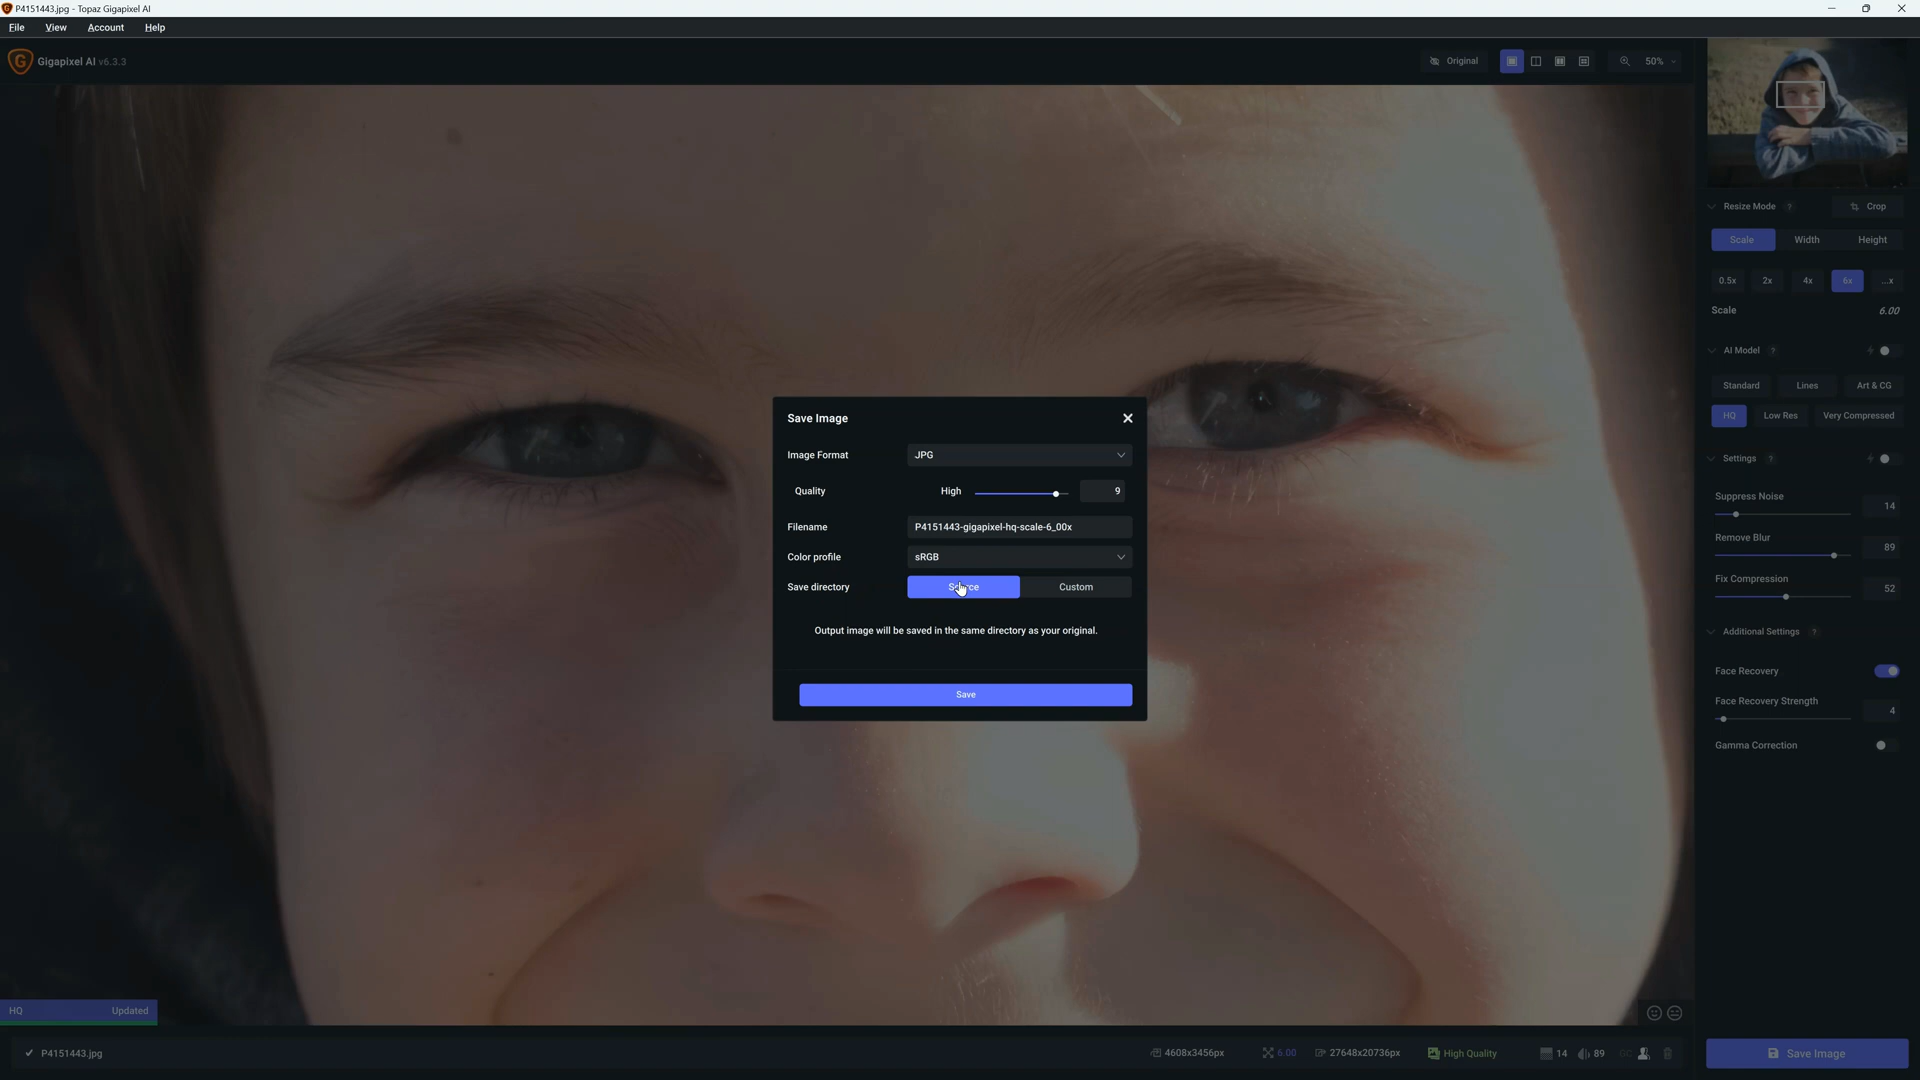 P4151443.jpg - Topaz Gigapixel AI
File View Account Help
Gigapixel AI v6.3.3
Original
50%
Resize Mode ?
Crop
Scale Width Height
0.5x 2x 4x 6x ...x
Scale 6.00
AI Model ?
Standard Lines Art & CG
HQ Low Res Very Compressed
Settings ?
Suppress Noise 14
Remove Blur 89
Fix Compression 52
Additional Settings ?
Face Recovery
Face Recovery Strength 4
Gamma Correction
Save Image
Image Format JPG
Quality High 9
Filename P4151443-gigapixel-hq-scale-6_00x
Color profile sRGB
Save directory Custom
Output image will be saved in the same directory as your original.
Save
HQ Updated
P4151443.jpg
4608x3456px 6.00 27648x20736px High Quality 14 89
Save Image